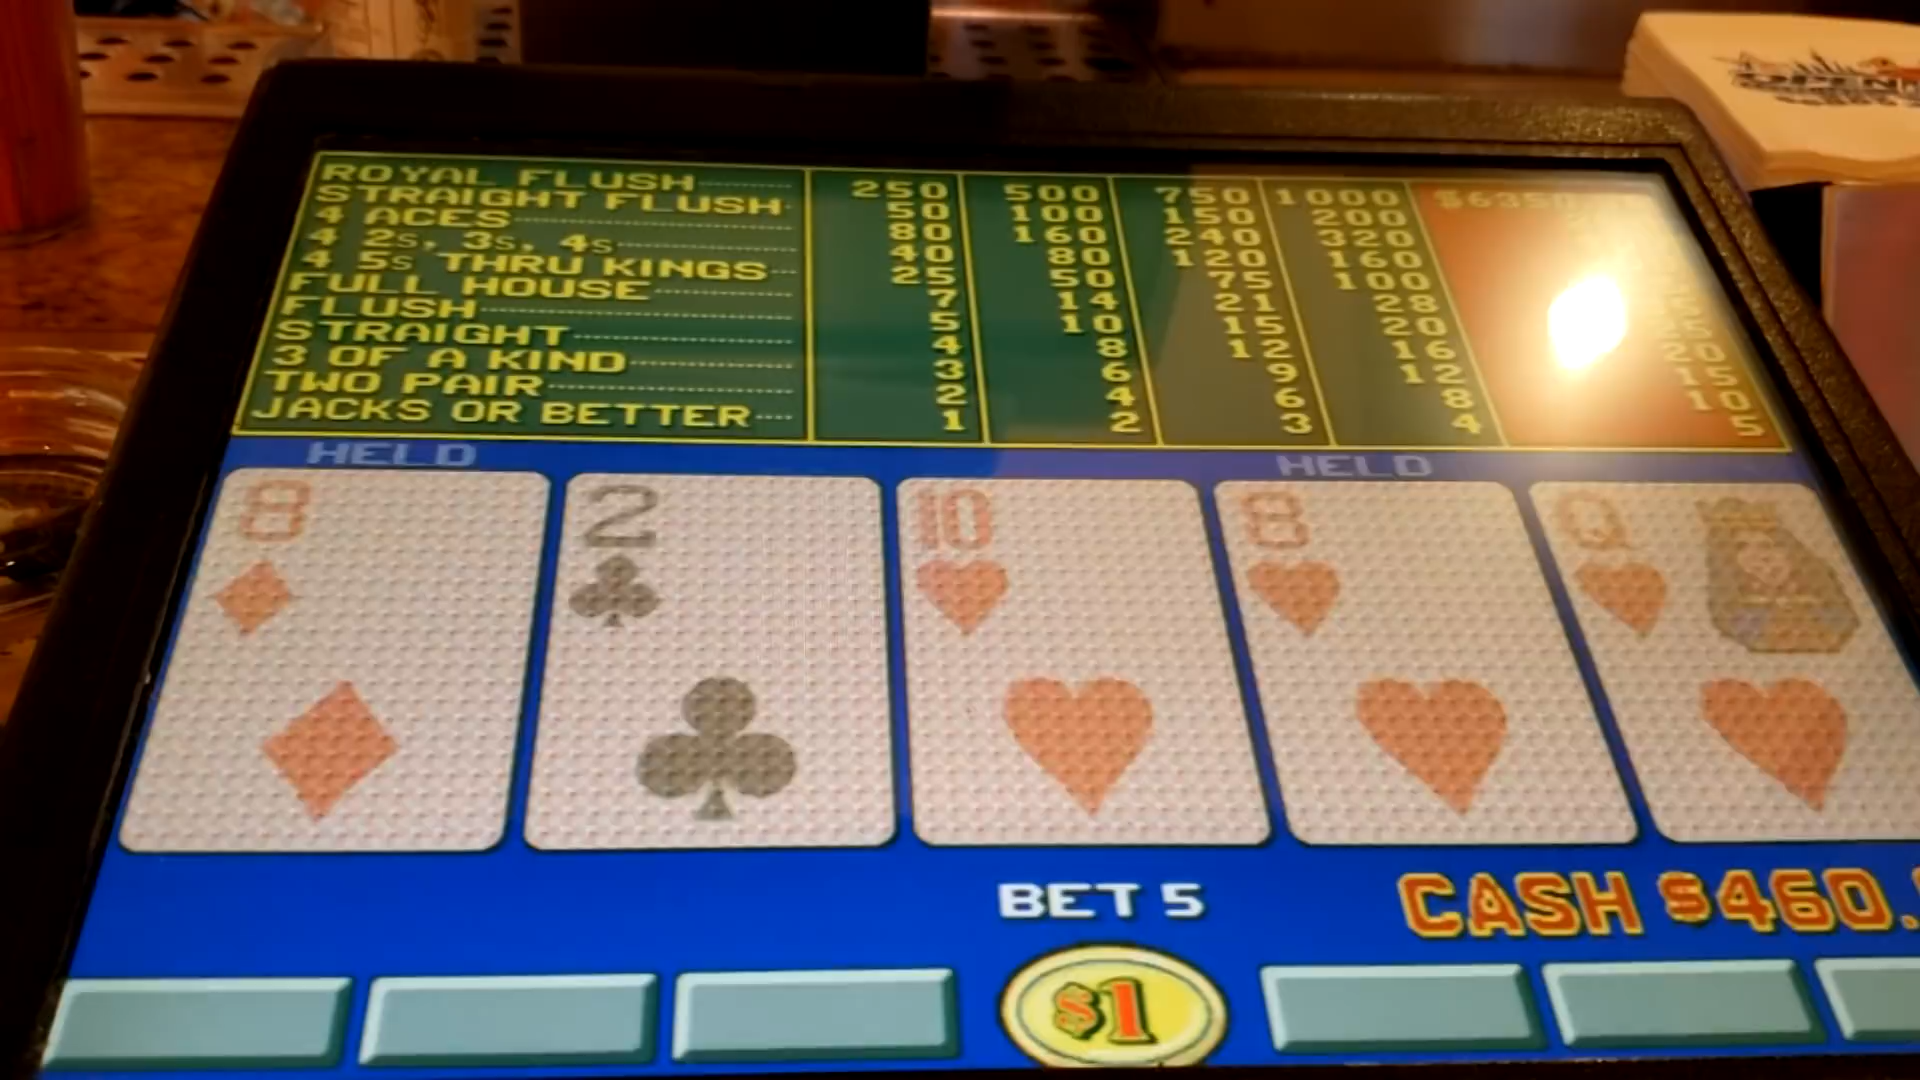 ROYAL FLUSH 250 500 750 1000
STRAIGHT FLUSH 50 100 150 200
4 ACES 80 160 240 320
4 2s, 3s, 4s 40 80 120 160
4 5s THRU KINGS 25 50 75 100
FULL HOUSE 7 14 21 28
FLUSH 5 10 15 20
STRAIGHT 4 8 12 16
3 OF A KIND 3 6 9 12
TWO PAIR 2 4 6 8 10
JACKS OR BETTER 1 2 3 4 5
HELD HELD
8 2 10 8 Q
BET 5
CASH $460.
$1